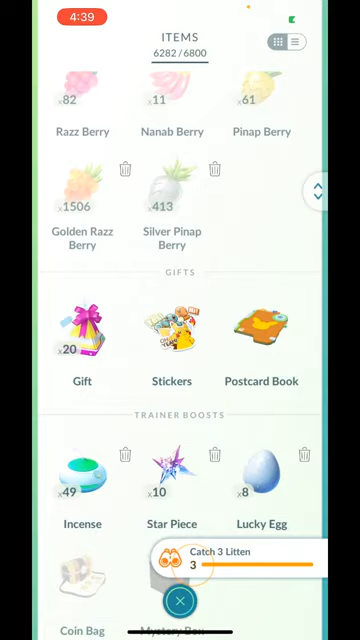 4:39
ITEMS
6282 / 6800
x82
x11
x61
Razz Berry
Nanab Berry
Pinap Berry
x1506
x413
Golden Razz
Berry
Silver Pinap
Berry
GIFTS
x20
Gift
Stickers
Postcard Book
TRAINER BOOSTS
x49
x10
x8
Incense
Star Piece
Lucky Egg
Catch 3 Litten
3
Coin Bag
Mystery Box